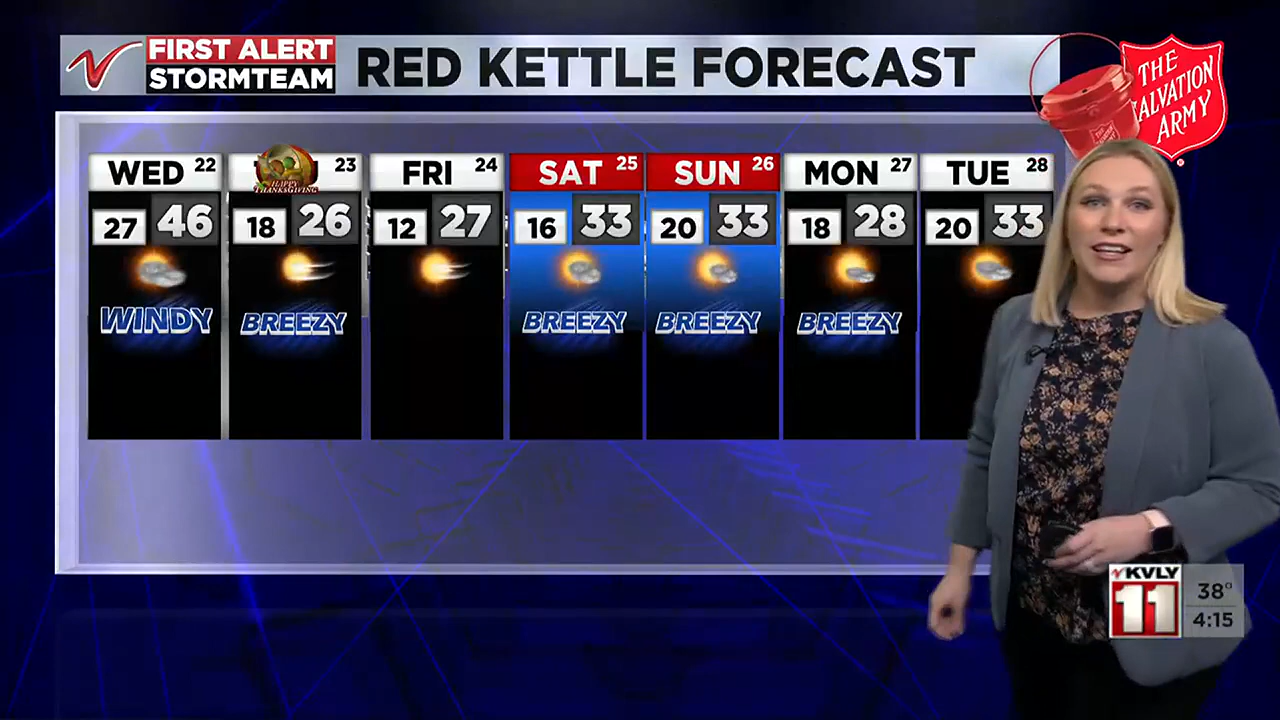 FIRST ALERT
STORMTEAM
RED KETTLE FORECAST
THE
SALVATION
ARMY
WED 22
23
FRI 24
SAT 25
SUN 26
MON 27
TUE 28
HAPPY
THANKSGIVING
27 46
18 26
12 27
16 33
20 33
18 28
20 33
WINDY
BREEZY
BREEZY
BREEZY
BREEZY
KVLY
11
38°
4:15